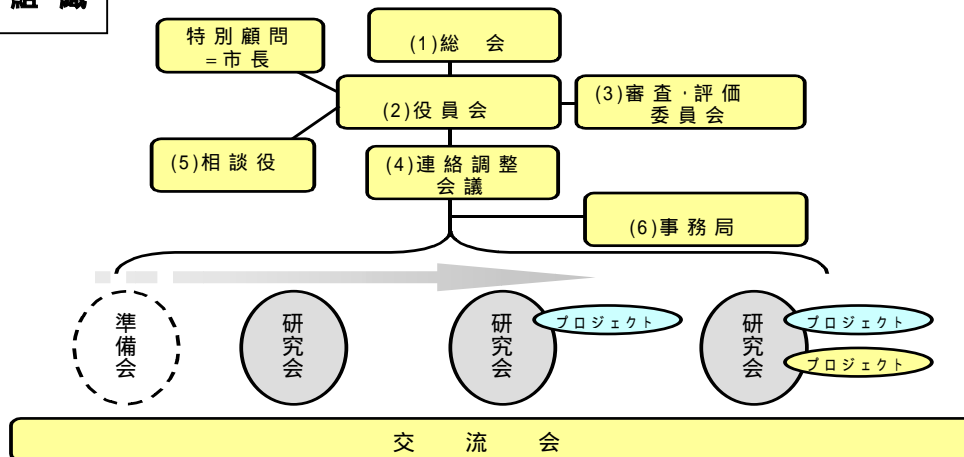 組織
特別顧問
=市長
(1)総 会
(2)役員会
(3)審査・評価
委員会
(5)相談役
(4)連絡調整
会議
(6)事務局
準備会
研究会
研究会
プロジェクト
研究会
プロジェクト
プロジェクト
交 流 会